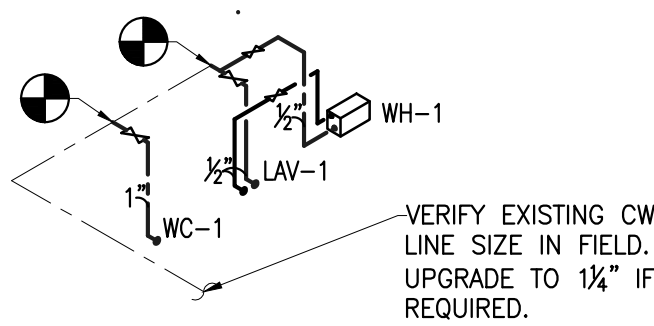 WH-1
½"
½"
LAV-1
1"
WC-1
VERIFY EXISTING CW
LINE SIZE IN FIELD.
UPGRADE TO 1¼" IF
REQUIRED.